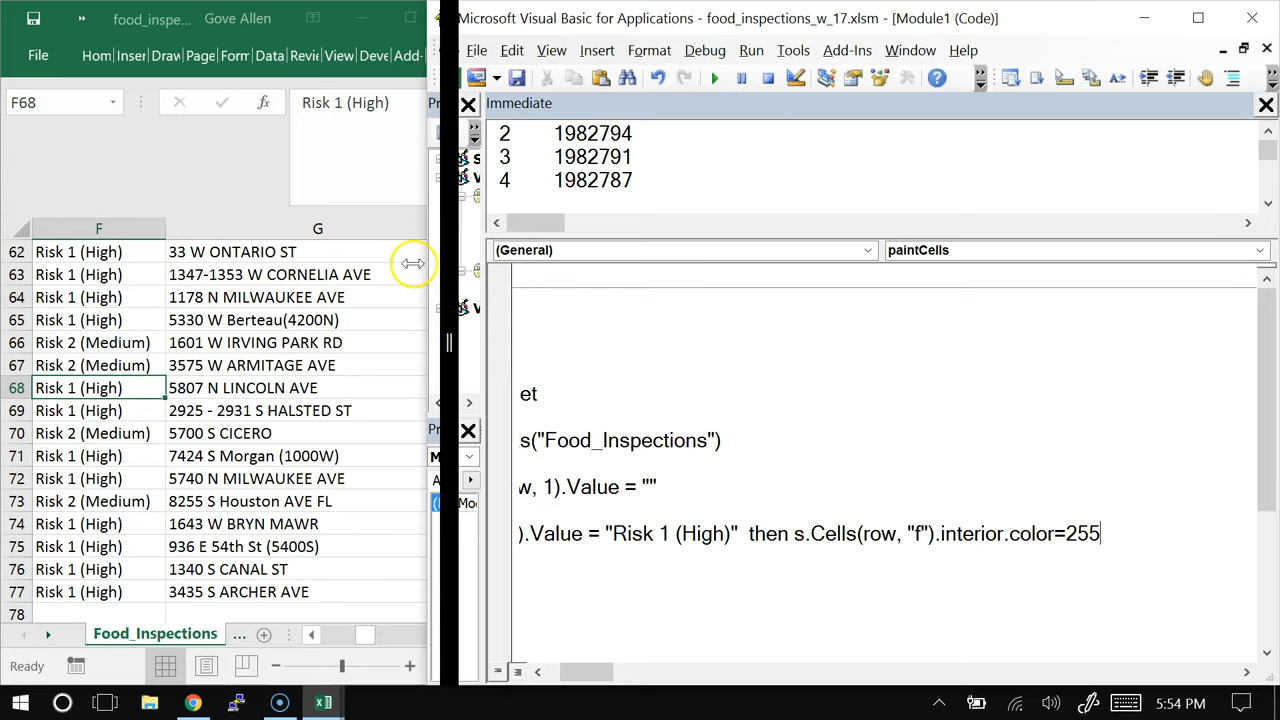 food_inspe... Gove Allen
File Hom Inser Drav Page Forr Data Revie View Deve Add-
F68 fx Risk 1 (High)
F G
62 Risk 1 (High) 33 W ONTARIO ST
63 Risk 1 (High) 1347-1353 W CORNELIA AVE
64 Risk 1 (High) 1178 N MILWAUKEE AVE
65 Risk 1 (High) 5330 W Berteau(4200N)
66 Risk 2 (Medium) 1601 W IRVING PARK RD
67 Risk 2 (Medium) 3575 W ARMITAGE AVE
68 Risk 1 (High) 5807 N LINCOLN AVE
69 Risk 1 (High) 2925 - 2931 S HALSTED ST
70 Risk 2 (Medium) 5700 S CICERO
71 Risk 1 (High) 7424 S Morgan (1000W)
72 Risk 1 (High) 5740 N MILWAUKEE AVE
73 Risk 2 (Medium) 8255 S Houston AVE FL
74 Risk 1 (High) 1643 W BRYN MAWR
75 Risk 1 (High) 936 E 54th St (5400S)
76 Risk 1 (High) 1340 S CANAL ST
77 Risk 1 (High) 3435 S ARCHER AVE
78
Food_Inspections ...
Ready
Microsoft Visual Basic for Applications - food_inspections_w_17.xlsm - [Module1 (Code)]
File Edit View Insert Format Debug Run Tools Add-Ins Window Help
Immediate
2 1982794
3 1982791
4 1982787
(General) paintCells
et
s("Food_Inspections")
w, 1).Value = ""
).Value = "Risk 1 (High)" then s.Cells(row, "f").interior.color=255
5:54 PM